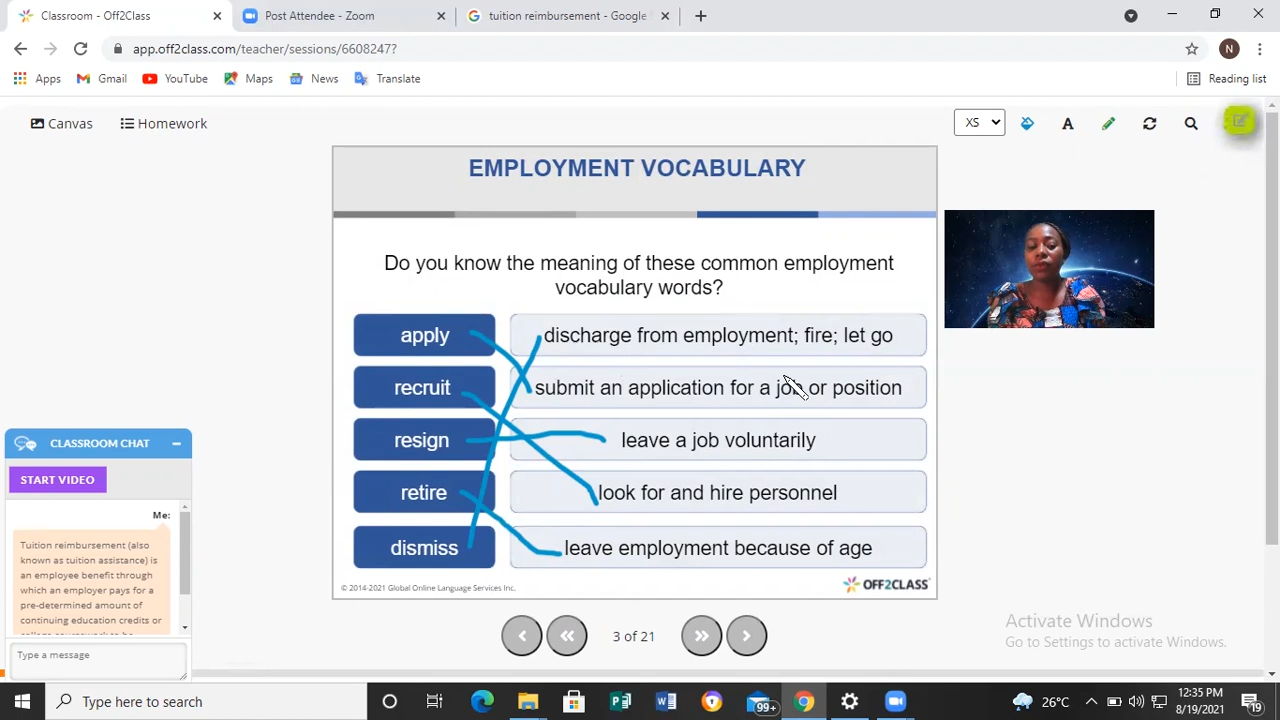 Classroom - Off2Class
Post Attendee - Zoom
tuition reimbursement - Google
app.off2class.com/teacher/sessions/6608247?
N
Apps
Gmail
YouTube
Maps
News
Translate
Reading list
Canvas
Homework
XS
A
EMPLOYMENT VOCABULARY
Do you know the meaning of these common employment
vocabulary words?
apply
discharge from employment; fire; let go
recruit
submit an application for a job or position
resign
leave a job voluntarily
retire
look for and hire personnel
dismiss
leave employment because of age
© 2014-2021 Global Online Language Services Inc.
OFF2CLASS
3 of 21
CLASSROOM CHAT
START VIDEO
Me:
Tuition reimbursement (also
known as tuition assistance) is
an employee benefit through
which an employer pays for a
pre-determined amount of
continuing education credits or
college coursework to be
Type a message
Activate Windows
Go to Settings to activate Windows.
Type here to search
99+
26°C
12:35 PM
8/19/2021
19